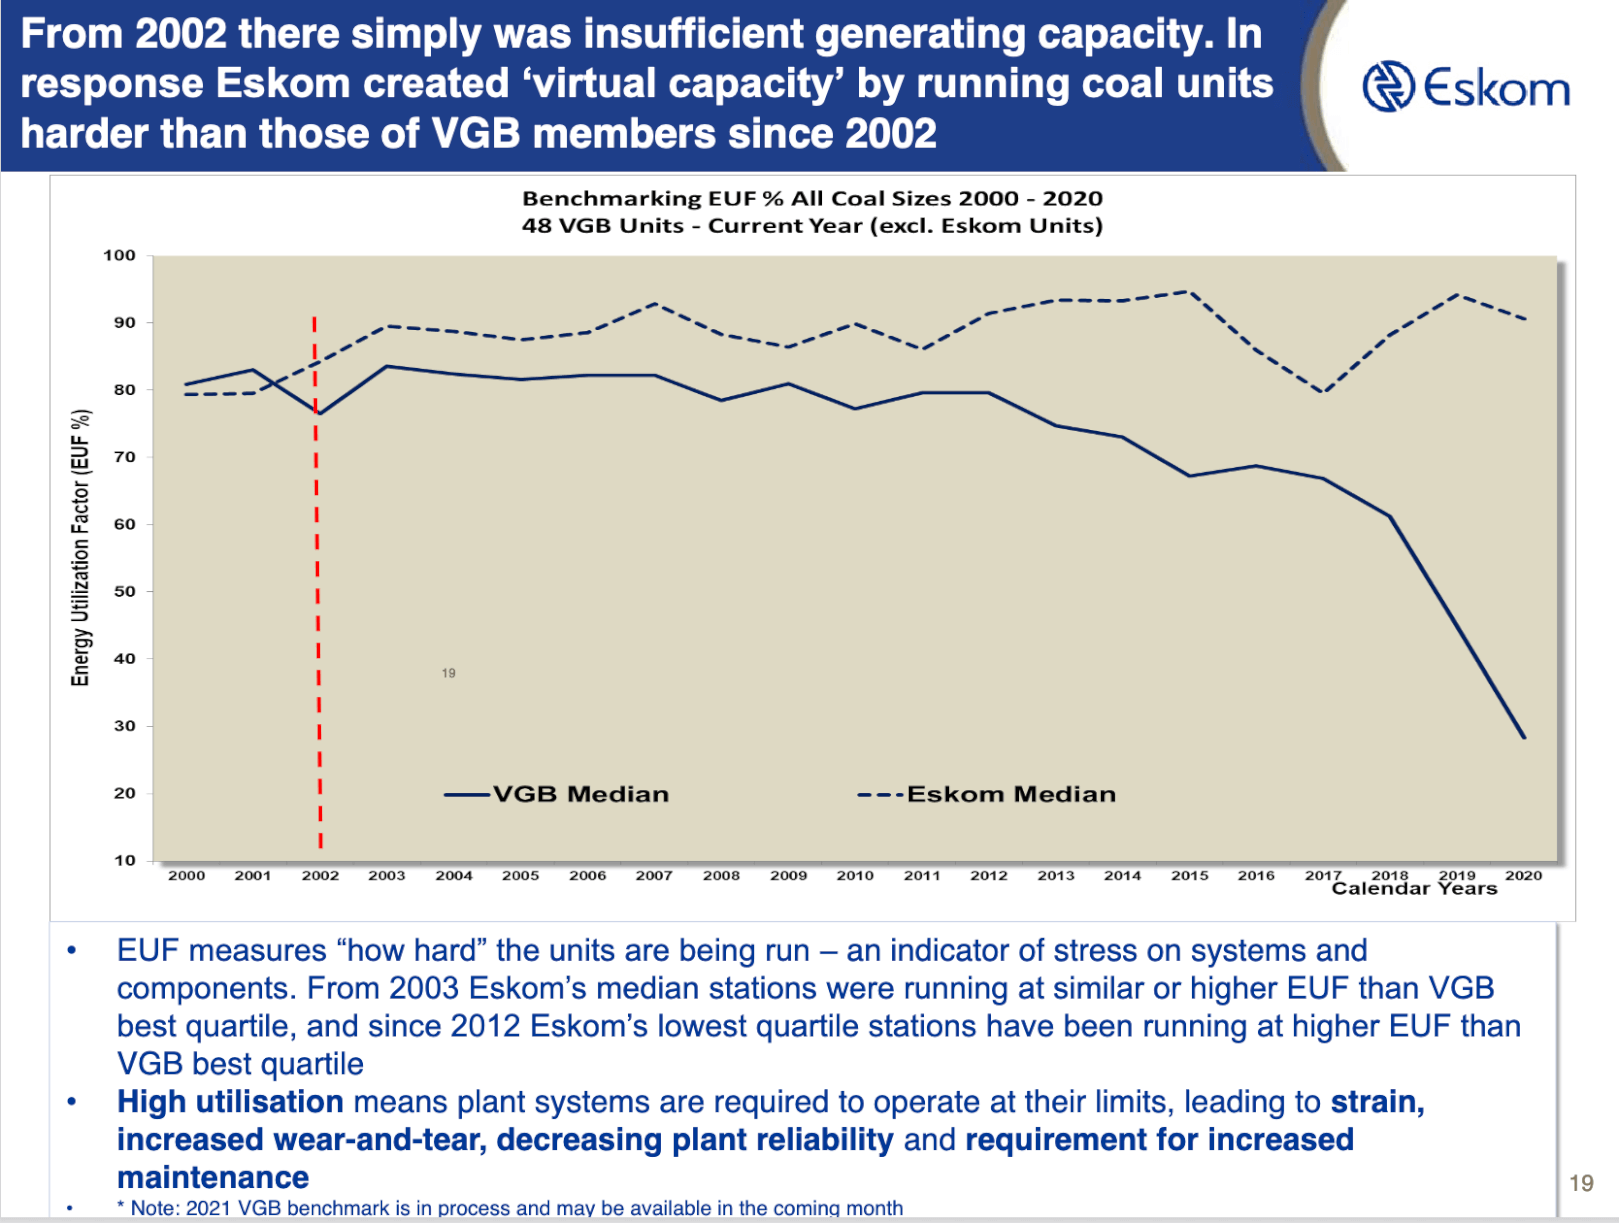 From 2002 there simply was insufficient generating capacity. In
response Eskom created ‘virtual capacity’ by running coal units
harder than those of VGB members since 2002
Eskom
Benchmarking EUF % All Coal Sizes 2000 - 2020
48 VGB Units - Current Year (excl. Eskom Units)
Energy Utilization Factor (EUF %)
100
90
80
70
60
50
40
30
20
10
19
VGB Median
Eskom Median
2000 2001 2002 2003 2004 2005 2006 2007 2008 2009 2010 2011 2012 2013 2014 2015 2016 2017 2018 2019 2020
Calendar Years
• EUF measures “how hard” the units are being run – an indicator of stress on systems and
components. From 2003 Eskom’s median stations were running at similar or higher EUF than VGB
best quartile, and since 2012 Eskom’s lowest quartile stations have been running at higher EUF than
VGB best quartile
• High utilisation means plant systems are required to operate at their limits, leading to strain,
increased wear-and-tear, decreasing plant reliability and requirement for increased
maintenance
• * Note: 2021 VGB benchmark is in process and may be available in the coming month
19